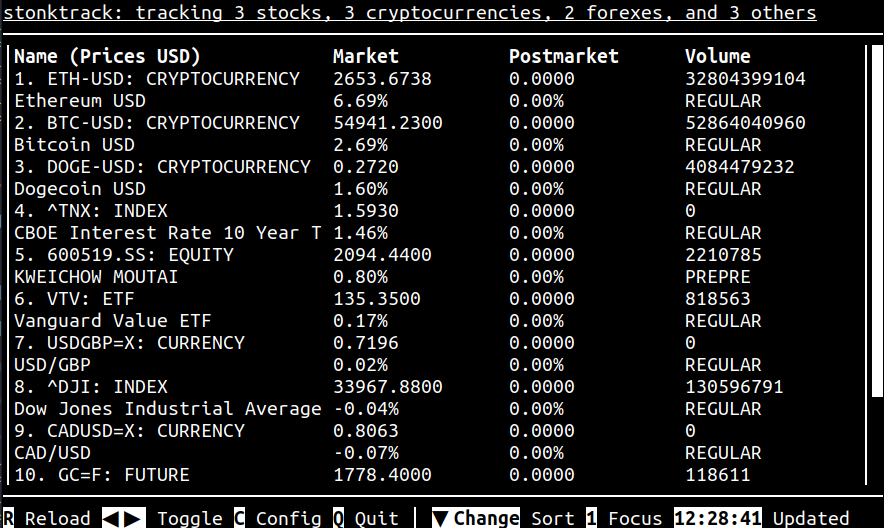 stonktrack: tracking 3 stocks, 3 cryptocurrencies, 2 forexes, and 3 others
Name (Prices USD) Market Postmarket Volume
1. ETH-USD: CRYPTOCURRENCY 2653.6738 0.0000 32804399104
Ethereum USD 6.69% 0.00% REGULAR
2. BTC-USD: CRYPTOCURRENCY 54941.2300 0.0000 52864040960
Bitcoin USD 2.69% 0.00% REGULAR
3. DOGE-USD: CRYPTOCURRENCY 0.2720 0.0000 4084479232
Dogecoin USD 1.60% 0.00% REGULAR
4. ^TNX: INDEX 1.5930 0.0000 0
CBOE Interest Rate 10 Year T 1.46% 0.00% REGULAR
5. 600519.SS: EQUITY 2094.4400 0.0000 2210785
KWEICHOW MOUTAI 0.80% 0.00% PREPRE
6. VTV: ETF 135.3500 0.0000 818563
Vanguard Value ETF 0.17% 0.00% REGULAR
7. USDGBP=X: CURRENCY 0.7196 0.0000 0
USD/GBP 0.02% 0.00% REGULAR
8. ^DJI: INDEX 33967.8800 0.0000 130596791
Dow Jones Industrial Average -0.04% 0.00% REGULAR
9. CADUSD=X: CURRENCY 0.8063 0.0000 0
CAD/USD -0.07% 0.00% REGULAR
10. GC=F: FUTURE 1778.4000 0.0000 118611
R Reload ◀ ▶ Toggle C Config Q Quit | ▼ Change Sort 1 Focus 12:28:41 Updated